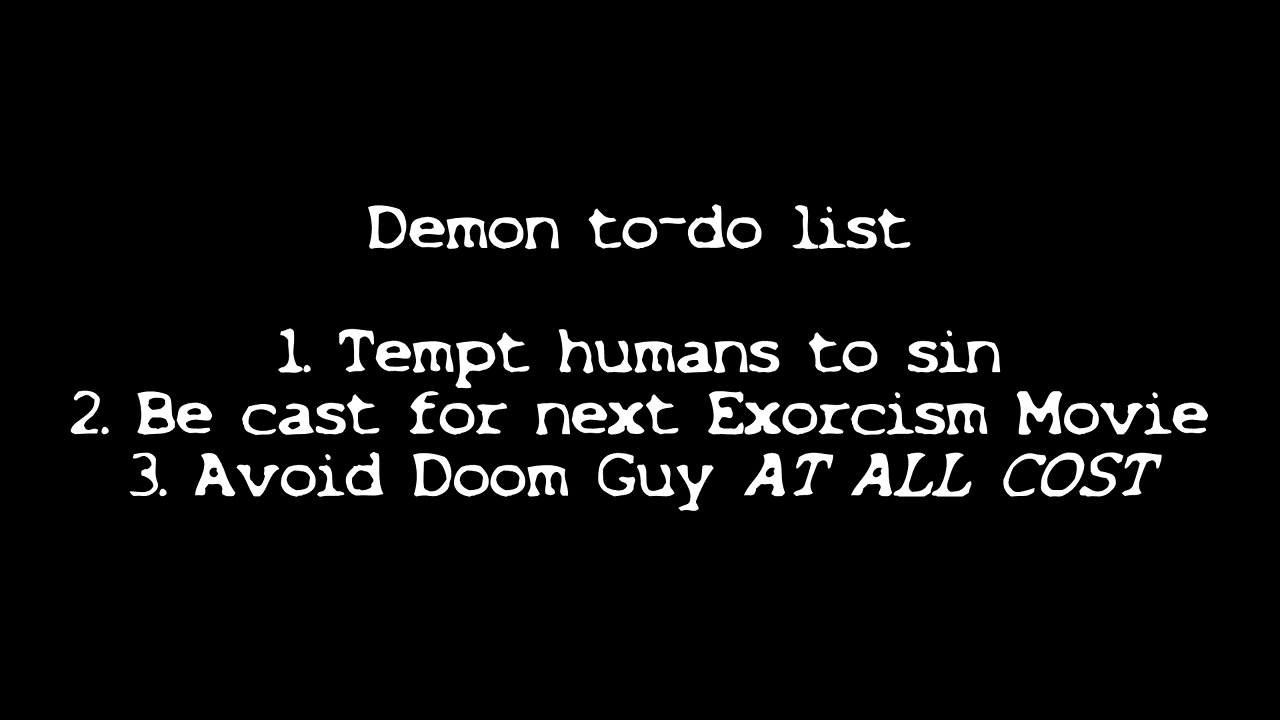 Demon to-do list
1. Tempt humans to sin
2. Be cast for next Exorcism Movie
3. Avoid Doom Guy AT ALL COST